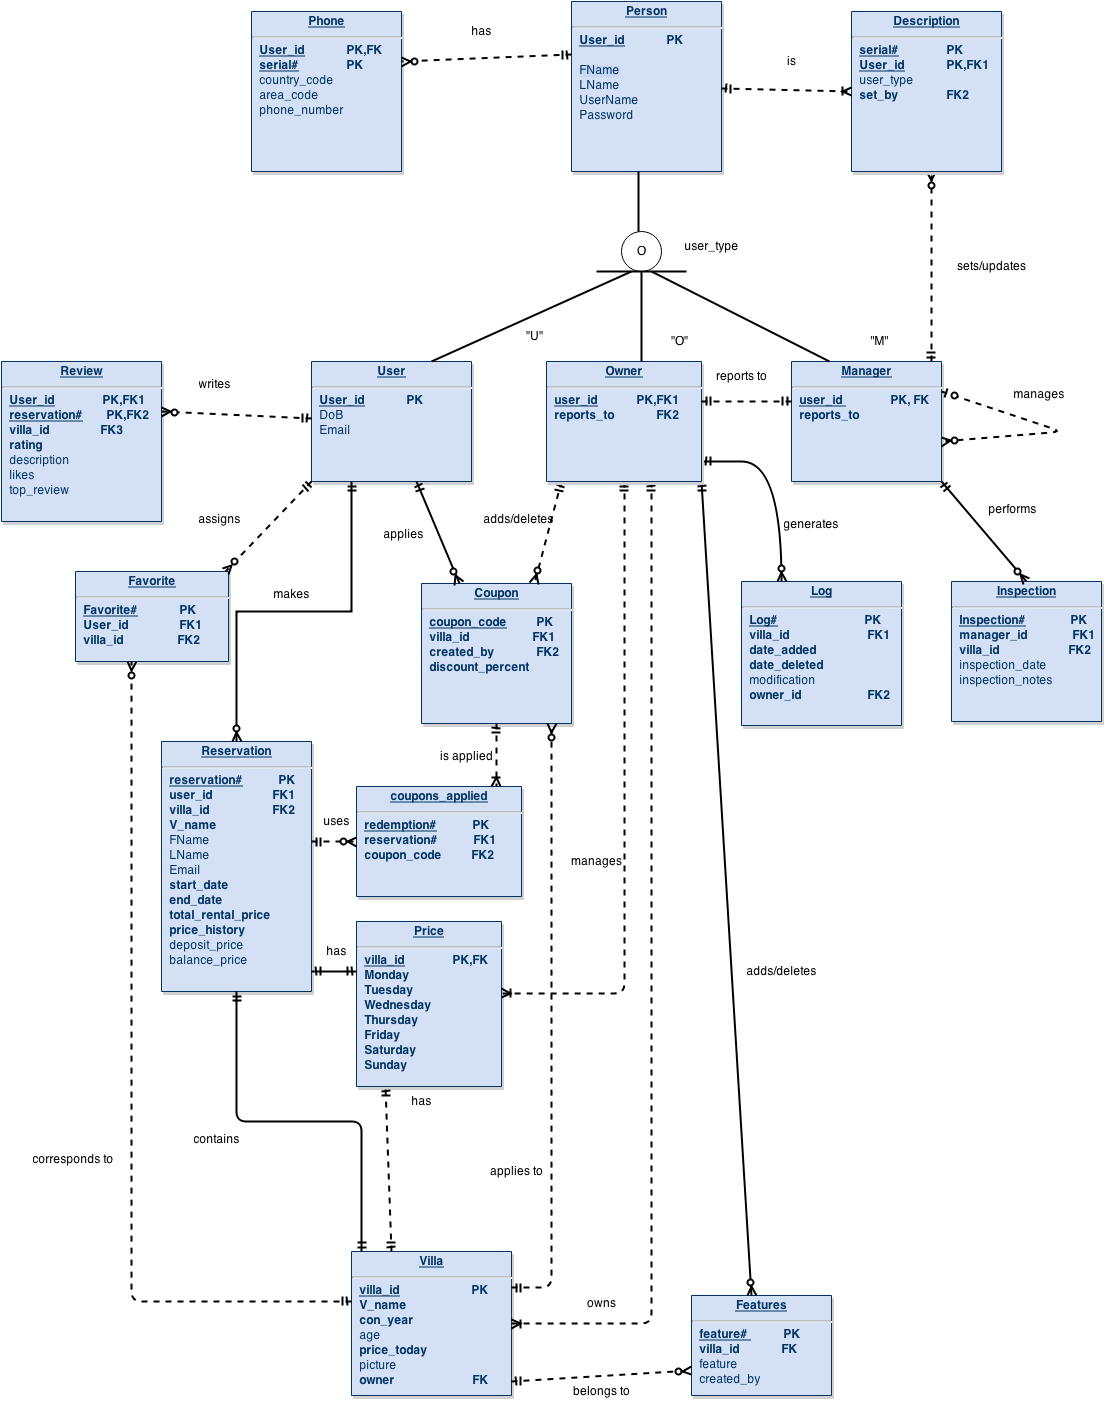 Phone
User_id PK,FK
serial# PK
country_code
area_code
phone_number
has
Person
User_id PK
FName
LName
UserName
Password
is
Description
serial# PK
User_id PK,FK1
user_type
set_by FK2
O
user_type
sets/updates
"U"
"O"
"M"
Review
User_id PK,FK1
reservation# PK,FK2
villa_id FK3
rating
description
likes
top_review
writes
User
User_id PK
DoB
Email
Owner
user_id PK,FK1
reports_to FK2
reports to
Manager
user_id PK, FK
reports_to
manages
assigns
applies
adds/deletes
generates
performs
Favorite
Favorite# PK
User_id FK1
villa_id FK2
makes
Coupon
coupon_code PK
villa_id FK1
created_by FK2
discount_percent
Log
Log# PK
villa_id FK1
date_added
date_deleted
modification
owner_id FK2
Inspection
Inspection# PK
manager_id FK1
villa_id FK2
inspection_date
inspection_notes
Reservation
reservation# PK
user_id FK1
villa_id FK2
V_name
FName
LName
Email
start_date
end_date
total_rental_price
price_history
deposit_price
balance_price
is applied
uses
coupons_applied
redemption# PK
reservation# FK1
coupon_code FK2
manages
has
Price
villa_id PK,FK
Monday
Tuesday
Wednesday
Thursday
Friday
Saturday
Sunday
adds/deletes
has
contains
corresponds to
applies to
Villa
villa_id PK
V_name
con_year
age
price_today
picture
owner FK
owns
belongs to
Features
feature# PK
villa_id FK
feature
created_by